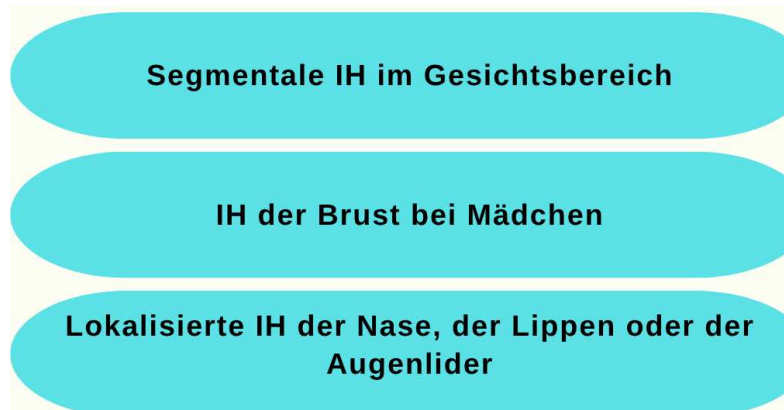 Segmentale IH im Gesichtsbereich
IH der Brust bei Mädchen
Lokalisierte IH der Nase, der Lippen oder der
Augenlider